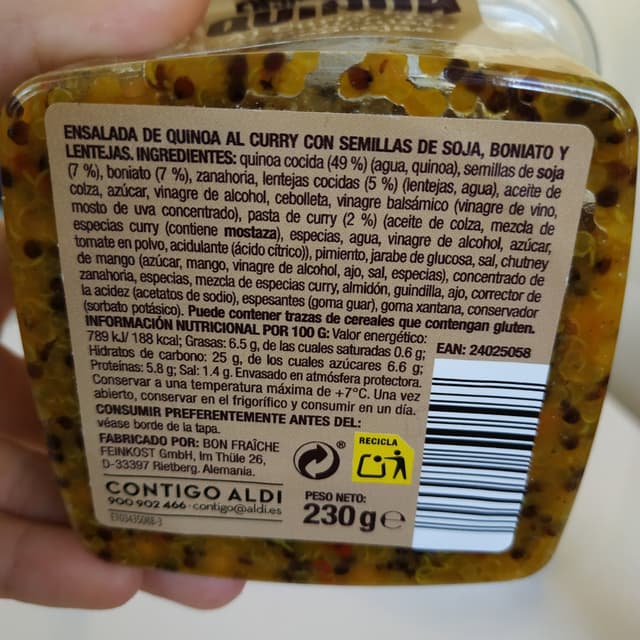 QUINOA
ENSALADA DE QUINOA AL CURRY CON SEMILLAS DE SOJA, BONIATO Y
LENTEJAS. INGREDIENTES: quinoa cocida (49 %) (agua, quinoa), semillas de soja
(7 %), boniato (7 %), zanahoria, lentejas cocidas (5 %) (lentejas, agua), aceite de
colza, azúcar, vinagre de alcohol, cebolleta, vinagre balsámico (vinagre de vino,
mosto de uva concentrado), pasta de curry (2 %) (aceite de colza, mezcla de
especias curry (contiene mostaza), especias, agua, vinagre de alcohol, azúcar,
tomate en polvo, acidulante (ácido cítrico)), pimiento, jarabe de glucosa, sal, chutney
de mango (azúcar, mango, vinagre de alcohol, ajo, sal, especias), concentrado de
zanahoria, especias, mezcla de especias curry, almidón, guindilla, ajo, corrector de
la acidez (acetatos de sodio), espesantes (goma guar), goma xantana, conservador
(sorbato potásico). Puede contener trazas de cereales que contengan gluten.
INFORMACIÓN NUTRICIONAL POR 100 G: Valor energético:
789 kJ/ 188 kcal; Grasas: 6.5 g, de las cuales saturadas 0.6 g;
Hidratos de carbono: 25 g, de los cuales azúcares 6.6 g;
Proteínas: 5.8 g; Sal: 1.4 g. Envasado en atmósfera protectora.
Conservar a una temperatura máxima de +7°C. Una vez
abierto, conservar en el frigorífico y consumir en un día.
CONSUMIR PREFERENTEMENTE ANTES DEL:
véase borde de la tapa.
FABRICADO POR: BON FRAÎCHE
FEINKOST GmbH, Im Thüle 26,
D-33397 Rietberg. Alemania.
CONTIGO ALDI
900 902 466 · contigo@aldi.es
EAN: 24025058
®
RECICLA
PESO NETO:
230 g e